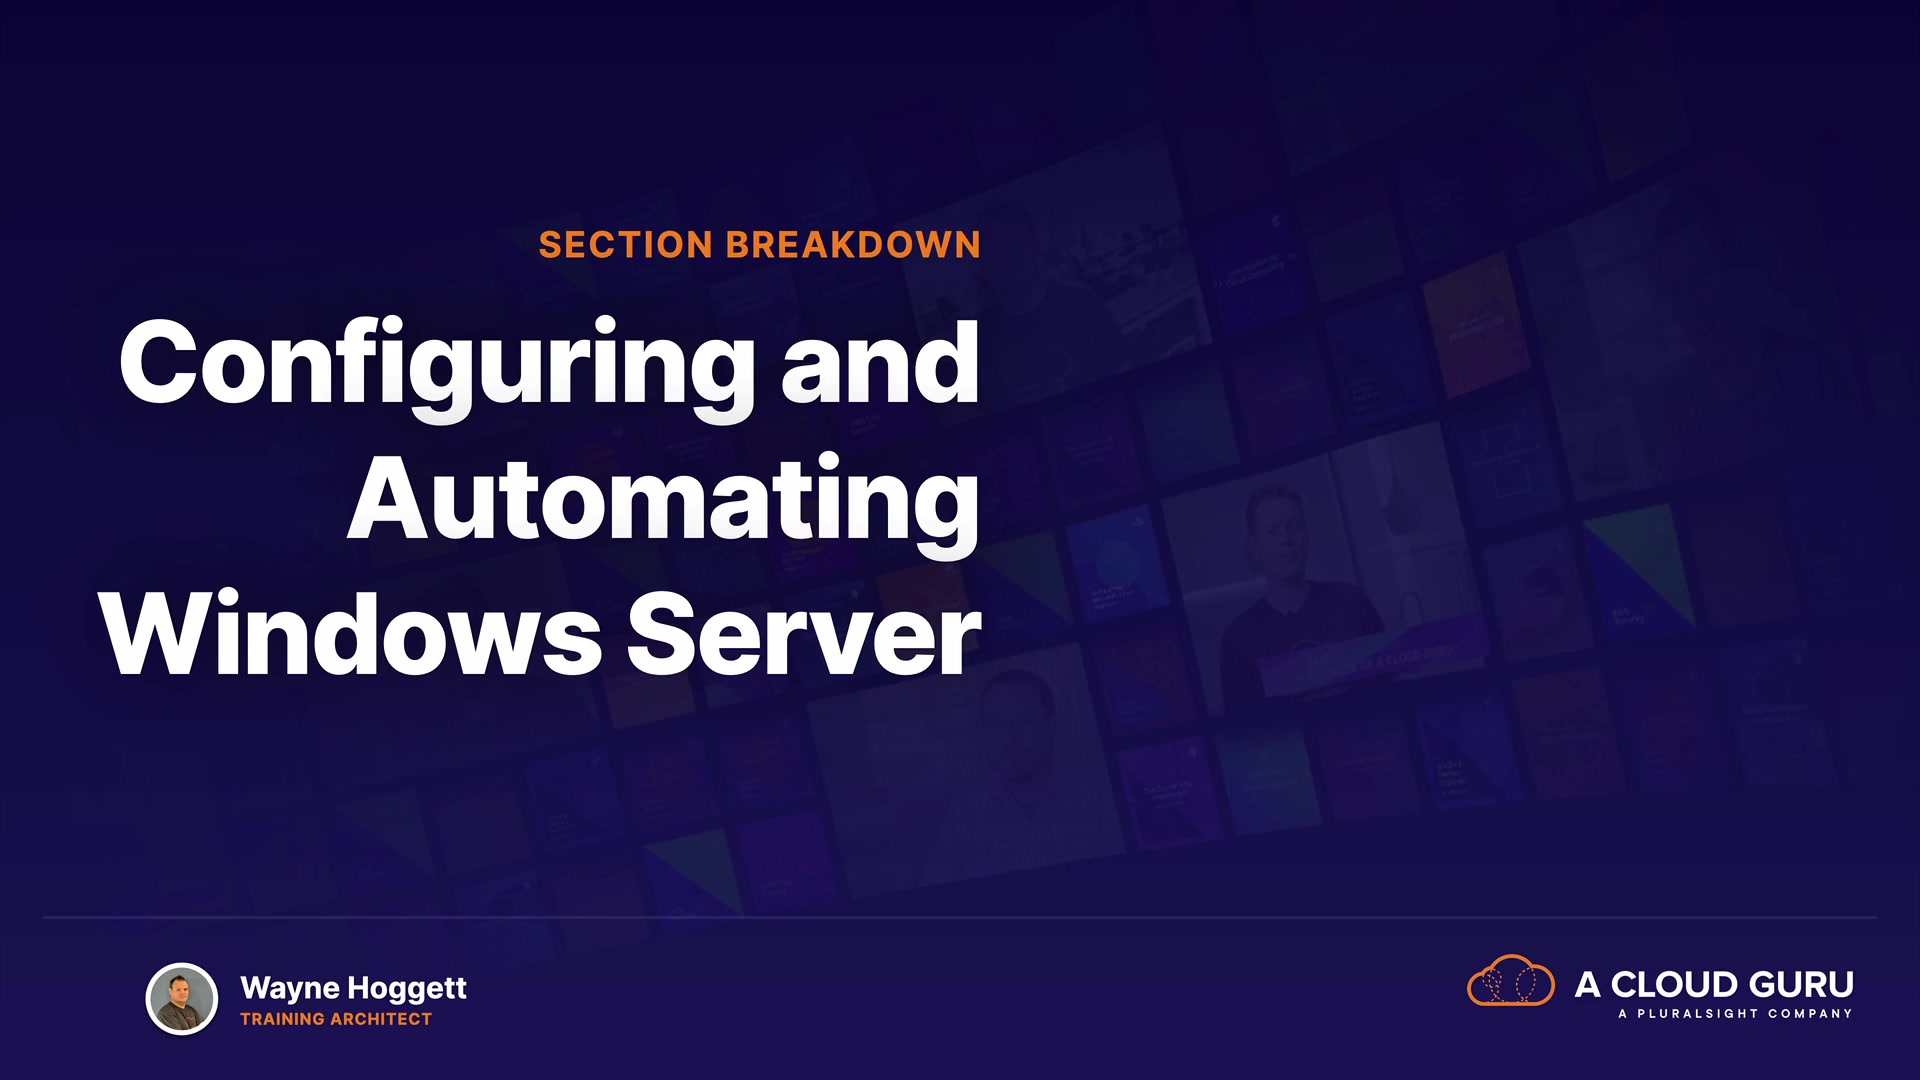 SECTION BREAKDOWN
Configuring and
Automating
Windows Server
Wayne Hoggett
TRAINING ARCHITECT
A CLOUD GURU
A PLURALSIGHT COMPANY